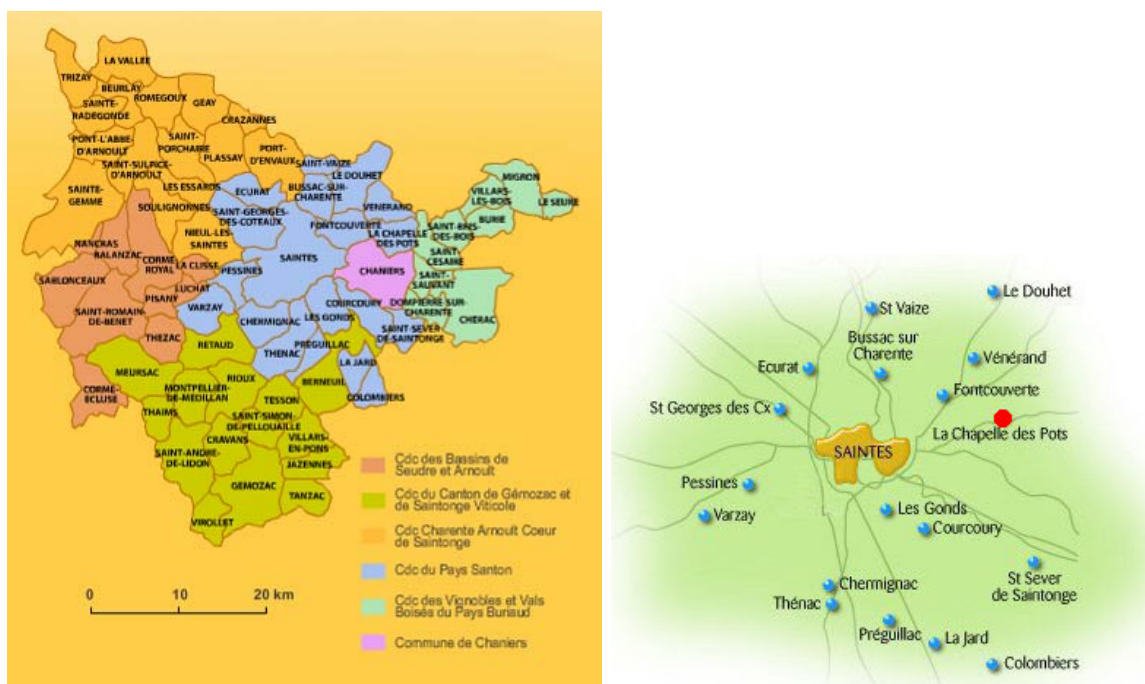 LA VALLEE
TRIZAY
BEURLAY
ROMEGOUX
GEAY
SAINTE-
RADEGONDE
CRAZANNES
PONT-L'ABBE-
D'ARNOULT
SAINT-
PORCHAIRE
PLASSAY
PORT-
D'ENVAUX
SAINT-SULPICE-
D'ARNOULT
SAINT-VAIZE
LE DOUHET
SAINTE-
GEMME
LES ESSARDS
ECURAT
BUSSAC-SUR-
CHARENTE
MIGRON
VILLARS-
LES-BOIS
LE SEURE
SOULIGNONNES
SAINT-GEORGES-
DES-COTEAUX
VENERAND
BURIE
NIEUL-LES-
SAINTES
FONTCOUVERTE
LA CHAPELLE
DES POTS
SAINT-BRIS-
DES-BOIS
NANCRAS
BALANZAC
SAINT-
CESAIRE
CORME-
ROYAL
LA CLISSE
PESSINES
SAINTES
CHANIERS
SABLONCEAUX
SAINT-
SAUVANT
LUCHAT
PISANY
VARZAY
COURCOURY
DOMPIERRE-SUR-
CHARENTE
CHERAC
SAINT-ROMAIN-
DE-BENET
CHERMIGNAC
LES GONDS
SAINT-SEVER
DE-SAINTONGE
THEZAC
RETAUD
PRÉGUILLAC
THENAC
LA JARD
MEURSAC
RIOUX
BERNEUIL
CORME-
ECLUSE
MONTPELLIER-
DE-MEDILLAN
TESSON
COLOMBIERS
THAIMS
SAINT-SIMON-
DE-PELLOUAILLE
CRAVANS
VILLARS-
EN-PONS
SAINT-ANDRE-
DE-LIDON
JAZENNES
GEMOZAC
TANZAC
VIROLLET
Cdc des Bassins de
Seudre et Arnoult
Cdc du Canton de Gémozac et
de Saintonge Viticole
Cdc Charente Arnoult Coeur
de Saintonge
Cdc du Pays Santon
Cdc des Vignobles et Vals
Boisés du Pays Buriaud
Commune de Chaniers
0 10 20 km
Le Douhet
St Vaize
Bussac sur
Charente
Vénérand
Ecurat
Fontcouverte
St Georges des Cx
La Chapelle des Pots
SAINTES
Pessines
Varzay
Les Gonds
Courcoury
Chermignac
St Sever
de Saintonge
Thénac
Préguillac
La Jard
Colombiers